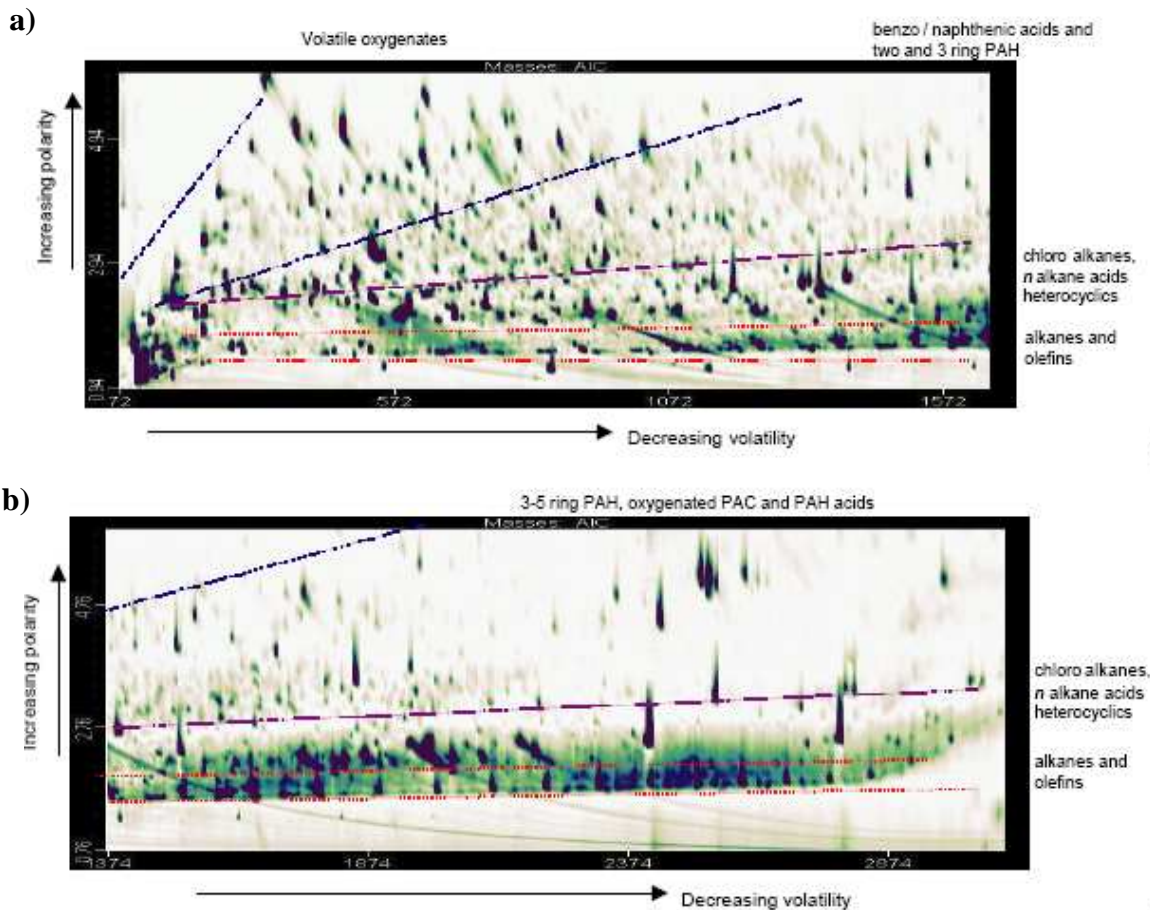 a)
Volatile oxygenates
benzo / naphthenic acids and
two and 3 ring PAH
Masses: AIC
Increasing polarity
4.94
2.94
0.94
72
572
1072
1572
chloro alkanes,
n alkane acids
heterocyclics
alkanes and
olefins
Decreasing volatility
b)
3-5 ring PAH, oxygenated PAC and PAH acids
Masses: AIC
Increasing polarity
4.76
2.76
0.76
1374
1874
2374
2874
chloro alkanes,
n alkane acids
heterocyclics
alkanes and
olefins
Decreasing volatility